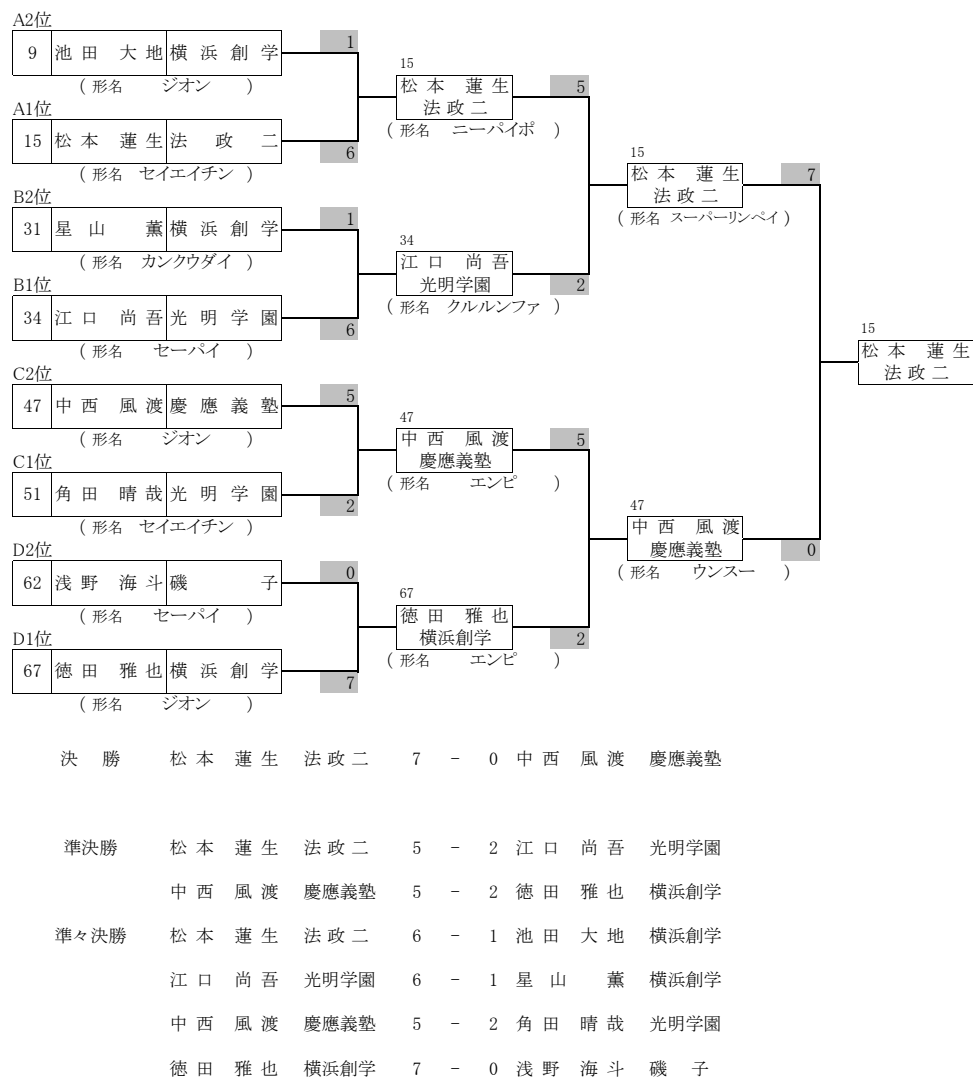 A2位
9 池田 大地 横浜創学 1
(形名 ジオン )
A1位
15 松本 蓮生 法政二 6
(形名 セイエイチン )
B2位
31 星山 薫 横浜創学 1
(形名 カンクウダイ )
B1位
34 江口 尚吾 光明学園 6
(形名 セーパイ )
C2位
47 中西 風渡 慶應義塾 5
(形名 ジオン )
C1位
51 角田 晴哉 光明学園 2
(形名 セイエイチン )
D2位
62 浅野 海斗 磯子 0
(形名 セーパイ )
D1位
67 徳田 雅也 横浜創学 7
(形名 ジオン )
15
松本 蓮生 5
法政二
(形名 ニーパイポ )
34
江口 尚吾
光明学園 2
(形名 クルルンファ )
47
中西 風渡 5
慶應義塾
(形名 エンピ )
67
徳田 雅也
横浜創学 2
(形名 エンピ )
15
松本 蓮生 7
法政二
(形名 スーパーリンペイ )
47
中西 風渡
慶應義塾 0
(形名 ウンスー )
15
松本 蓮生
法政二
決勝 松本 蓮生 法政二 7 - 0 中西 風渡 慶應義塾
準決勝 松本 蓮生 法政二 5 - 2 江口 尚吾 光明学園
中西 風渡 慶應義塾 5 - 2 徳田 雅也 横浜創学
準々決勝 松本 蓮生 法政二 6 - 1 池田 大地 横浜創学
江口 尚吾 光明学園 6 - 1 星山 薫 横浜創学
中西 風渡 慶應義塾 5 - 2 角田 晴哉 光明学園
徳田 雅也 横浜創学 7 - 0 浅野 海斗 磯子